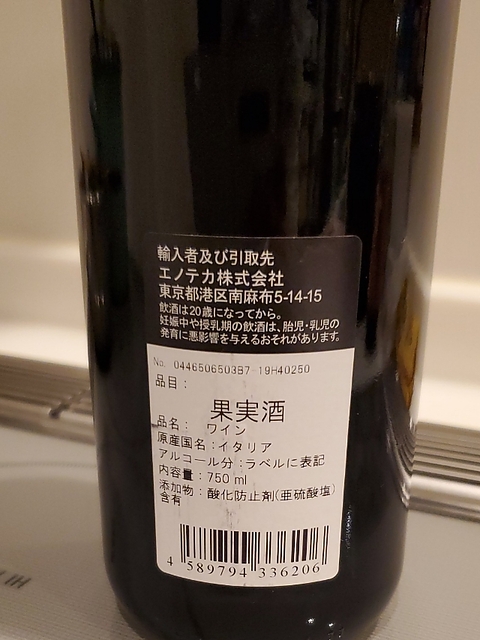 輸入者及び引取先
エノテカ株式会社
東京都港区南麻布5-14-15
飲酒は20歳になってから。
妊娠中や授乳期の飲酒は、胎児・乳児の
発育に悪影響を与えるおそれがあります。
No. 0446506503B7-19H40250
品目：
果実酒
品名： ワイン
原産国名：イタリア
アルコール分：ラベルに表記
内容量：750 ml
添加物：酸化防止剤(亜硫酸塩)
含有
4 589794 336206
IH